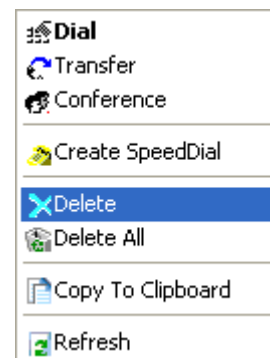 Dial
Transfer
Conference
Create SpeedDial
Delete
Delete All
Copy To Clipboard
Refresh